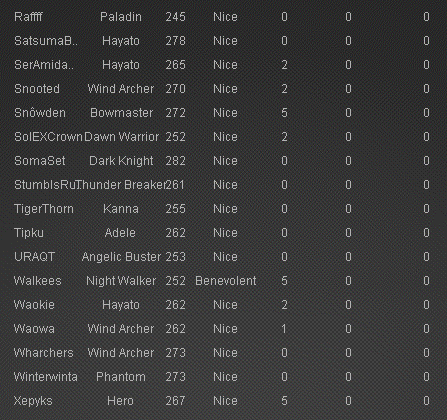 Raffff Paladin 245 Nice 0 0 0
SatsumaB.. Hayato 278 Nice 0 0 0
SerAmida.. Hayato 265 Nice 2 0 0
Snooted Wind Archer 270 Nice 2 0 0
Snôwden Bowmaster 272 Nice 5 0 0
SolEXCrown Dawn Warrior 252 Nice 2 0 0
SomaSet Dark Knight 282 Nice 0 0 0
StumblsRu.. Thunder Breaker 261 Nice 0 0 0
TigerThorn Kanna 255 Nice 0 0 0
Tipku Adele 262 Nice 0 0 0
URAQT Angelic Buster 253 Nice 0 0 0
Walkees Night Walker 252 Benevolent 5 0 0
Waokie Hayato 262 Nice 2 0 0
Waowa Wind Archer 262 Nice 1 0 0
Wharchers Wind Archer 273 Nice 0 0 0
Winterwinta Phantom 273 Nice 0 0 0
Xepyks Hero 267 Nice 5 0 0